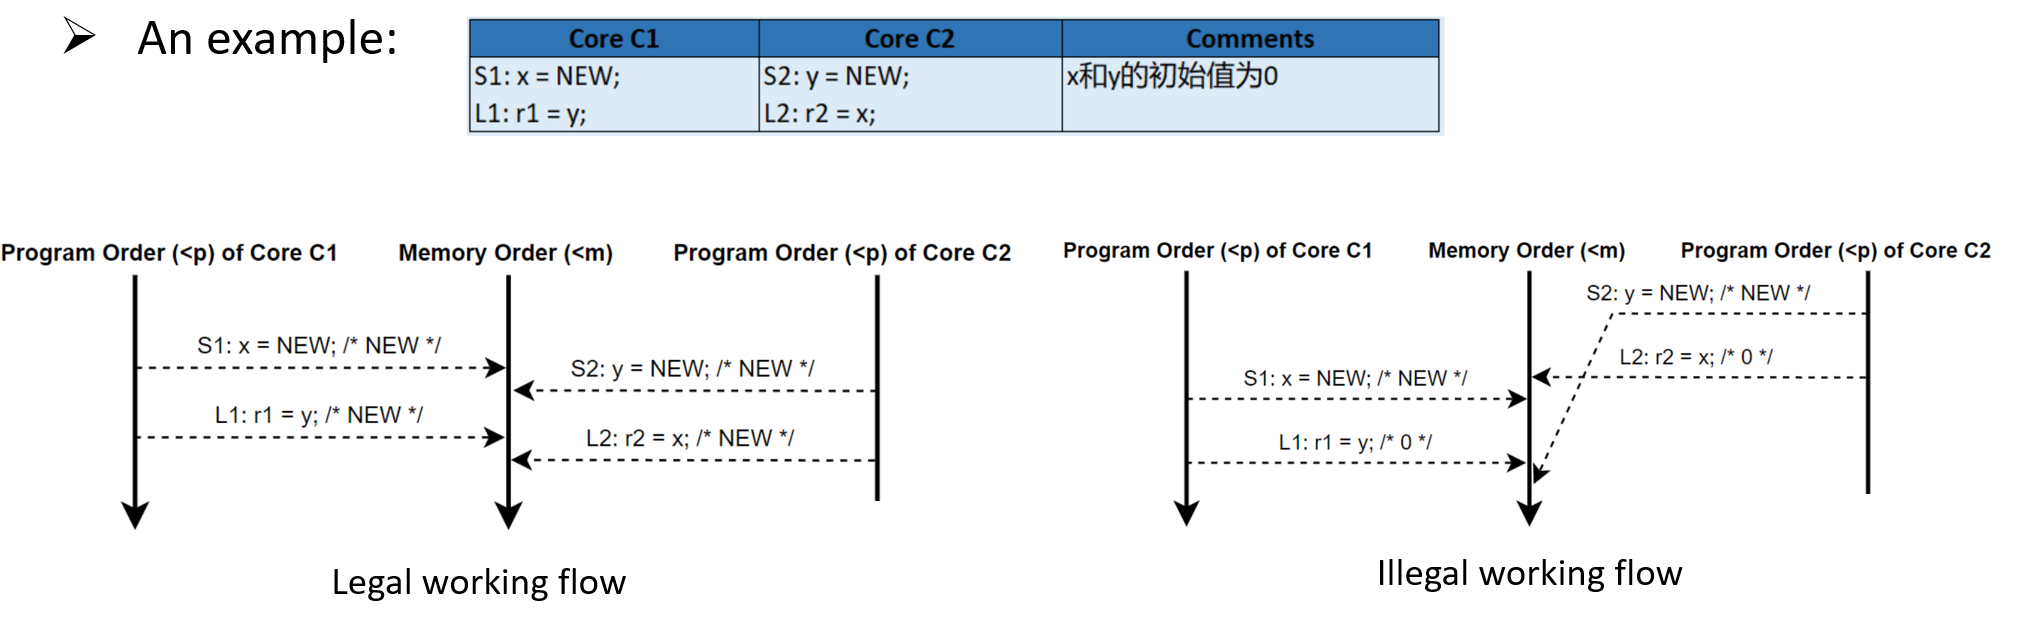 An example:
Core C1 Core C2 Comments
S1: x = NEW; S2: y = NEW; x和y的初始值为0
L1: r1 = y; L2: r2 = x;
Program Order (<p) of Core C1 Memory Order (<m) Program Order (<p) of Core C2
S1: x = NEW; /* NEW */
S2: y = NEW; /* NEW */
L1: r1 = y; /* NEW */
L2: r2 = x; /* NEW */
Legal working flow
Program Order (<p) of Core C1 Memory Order (<m) Program Order (<p) of Core C2
S2: y = NEW; /* NEW */
L2: r2 = x; /* 0 */
S1: x = NEW; /* NEW */
L1: r1 = y; /* 0 */
Illegal working flow